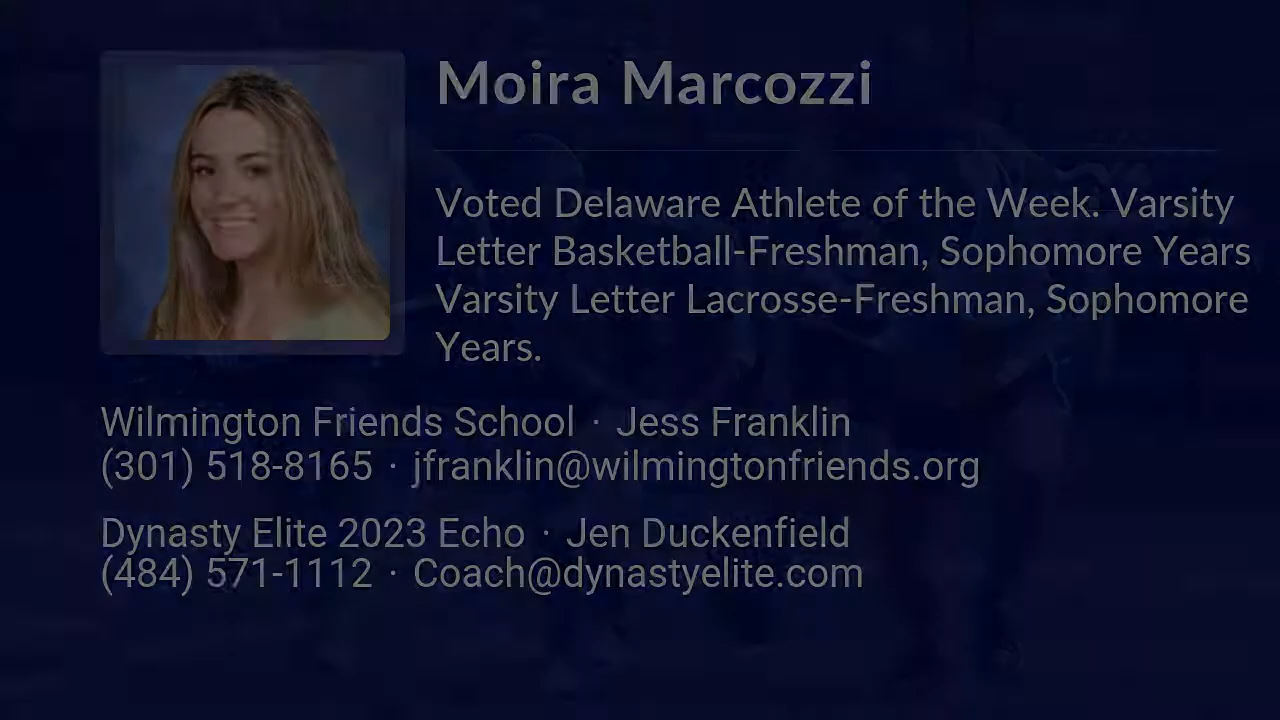 Moira Marcozzi
Voted Delaware Athlete of the Week. Varsity
Letter Basketball-Freshman, Sophomore Years
Varsity Letter Lacrosse-Freshman, Sophomore
Years.
Wilmington Friends School · Jess Franklin
(301) 518-8165 · jfranklin@wilmingtonfriends.org
Dynasty Elite 2023 Echo · Jen Duckenfield
(484) 571-1112 · Coach@dynastyelite.com